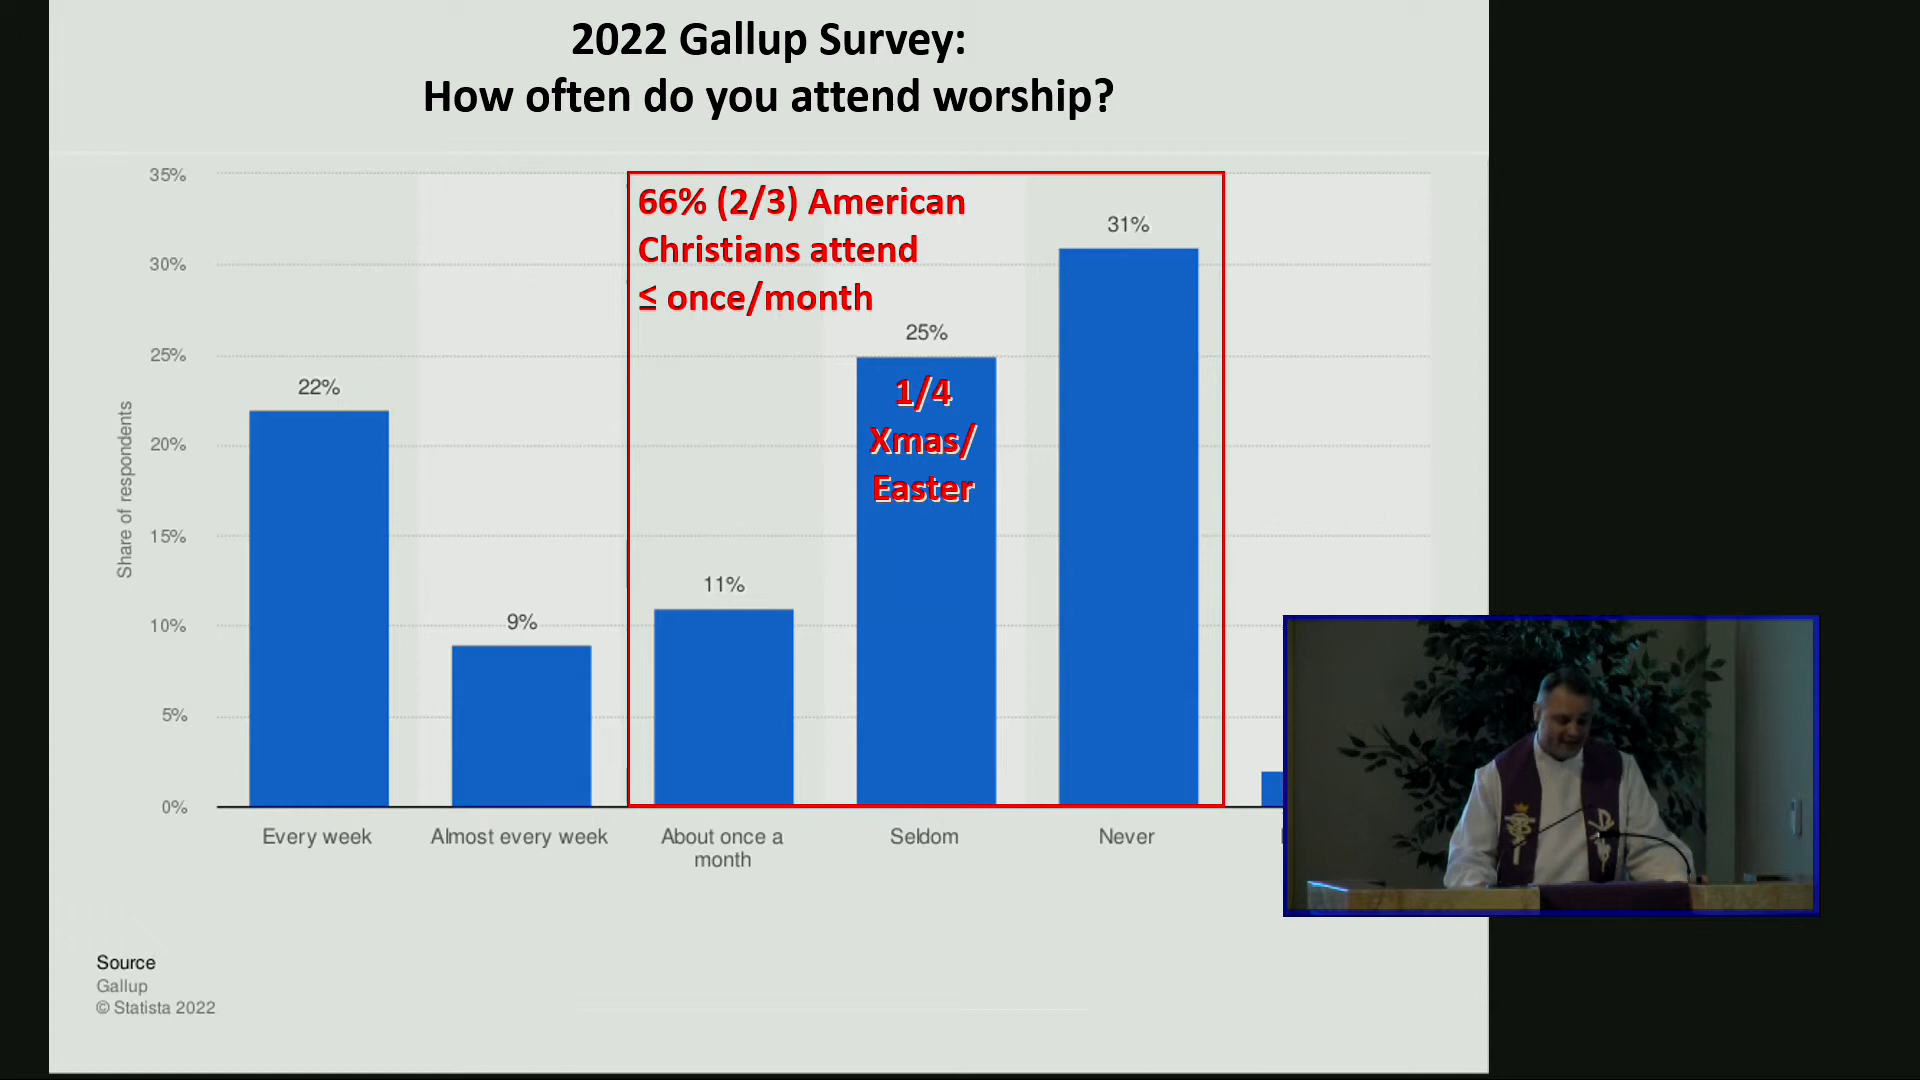 2022 Gallup Survey:
How often do you attend worship?
35%
30%
25%
20%
15%
10%
5%
0%
Share of respondents
66% (2/3) American
Christians attend
≤ once/month
22%
9%
11%
25%
31%
1/4
Xmas/
Easter
Every week
Almost every week
About once a
month
Seldom
Never
Source
Gallup
© Statista 2022